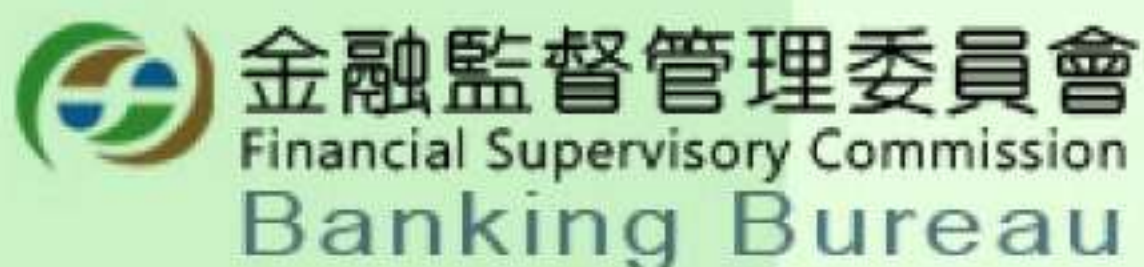 金融監督管理委員會
Financial Supervisory Commission
Banking Bureau